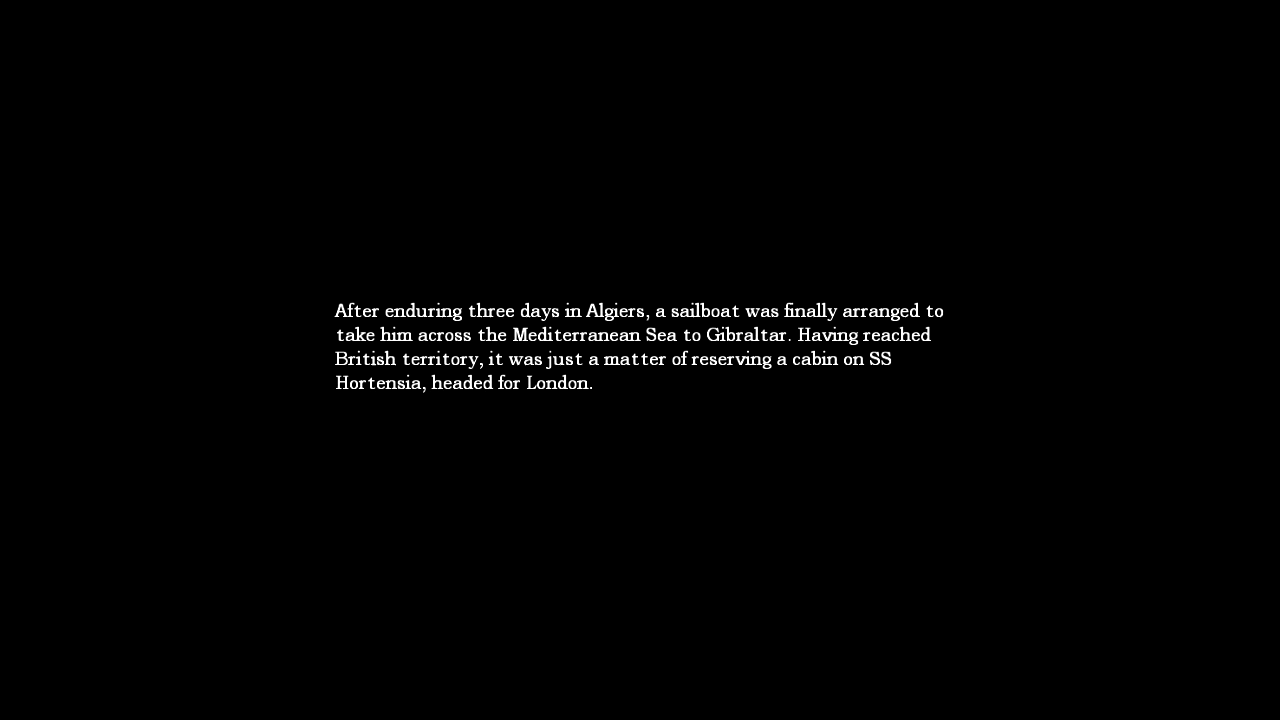 After enduring three days in Algiers, a sailboat was finally arranged to
take him across the Mediterranean Sea to Gibraltar. Having reached
British territory, it was just a matter of reserving a cabin on SS
Hortensia, headed for London.